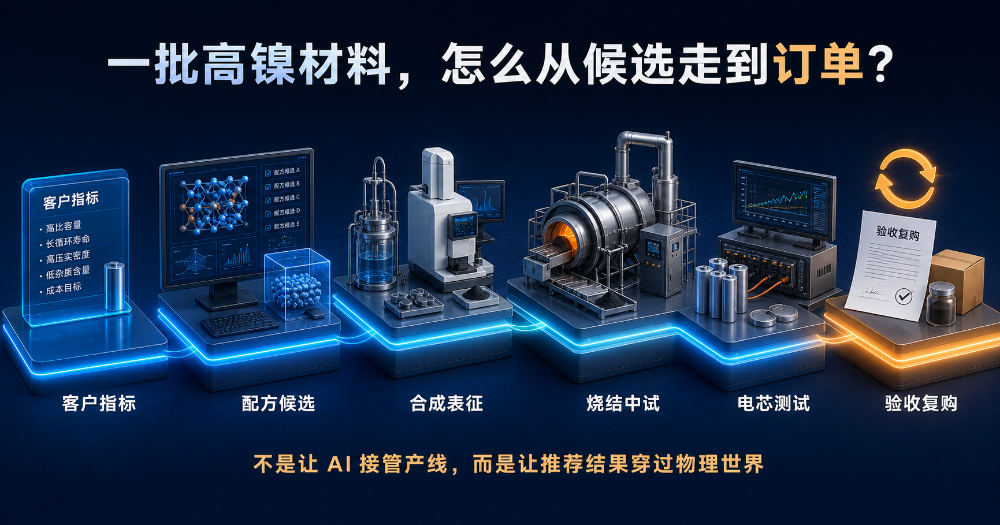 一批高镍材料，怎么从候选走到订单？
客户指标
• 高比容量
• 长循环寿命
• 高压实密度
• 低杂质含量
• 成本目标
配方候选 A
配方候选 B
配方候选 C
配方候选 D
配方候选 E
验收复购
客户指标
配方候选
合成表征
烧结中试
电芯测试
验收复购
不是让 AI 接管产线，而是让推荐结果穿过物理世界